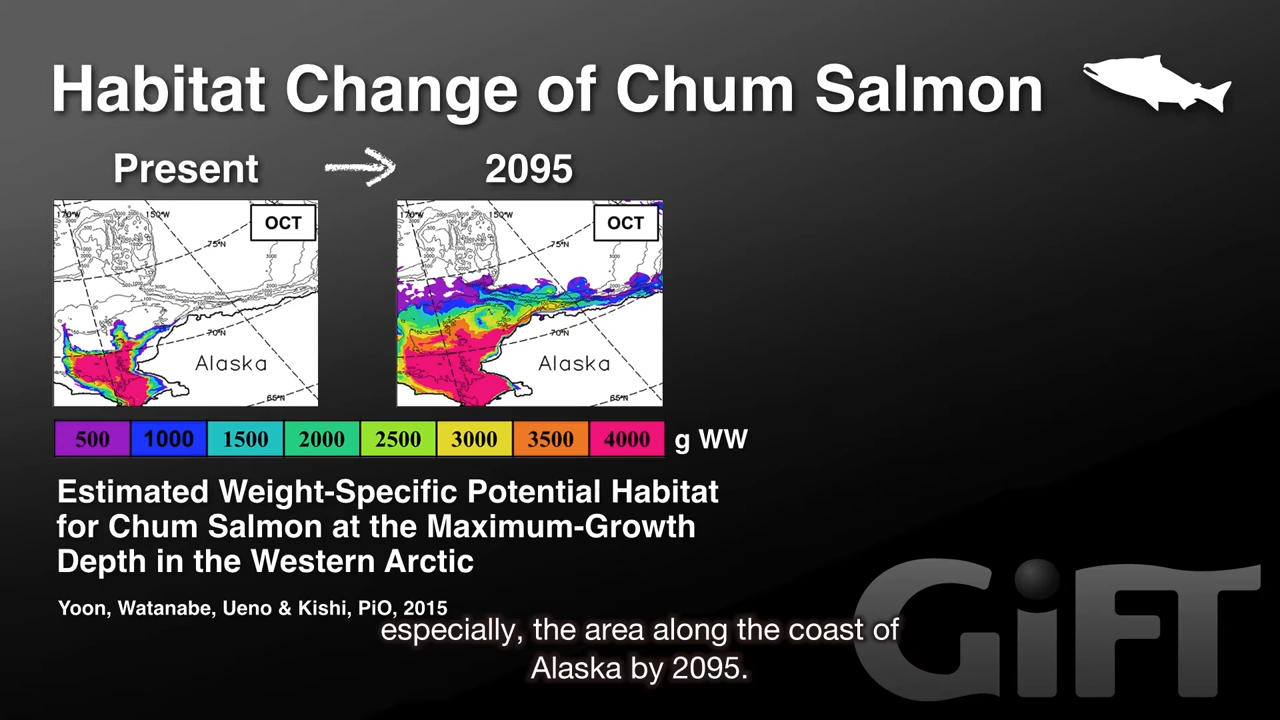 Habitat Change of Chum Salmon
Present
2095
170°W
150°W
OCT
75°N
70°N
Alaska
65°N
170°W
150°W
OCT
75°N
70°N
Alaska
65°N
500 1000 1500 2000 2500 3000 3500 4000 g WW
Estimated Weight-Specific Potential Habitat
for Chum Salmon at the Maximum-Growth
Depth in the Western Arctic
Yoon, Watanabe, Ueno & Kishi, PiO, 2015
especially, the area along the coast of
Alaska by 2095.
GiFT